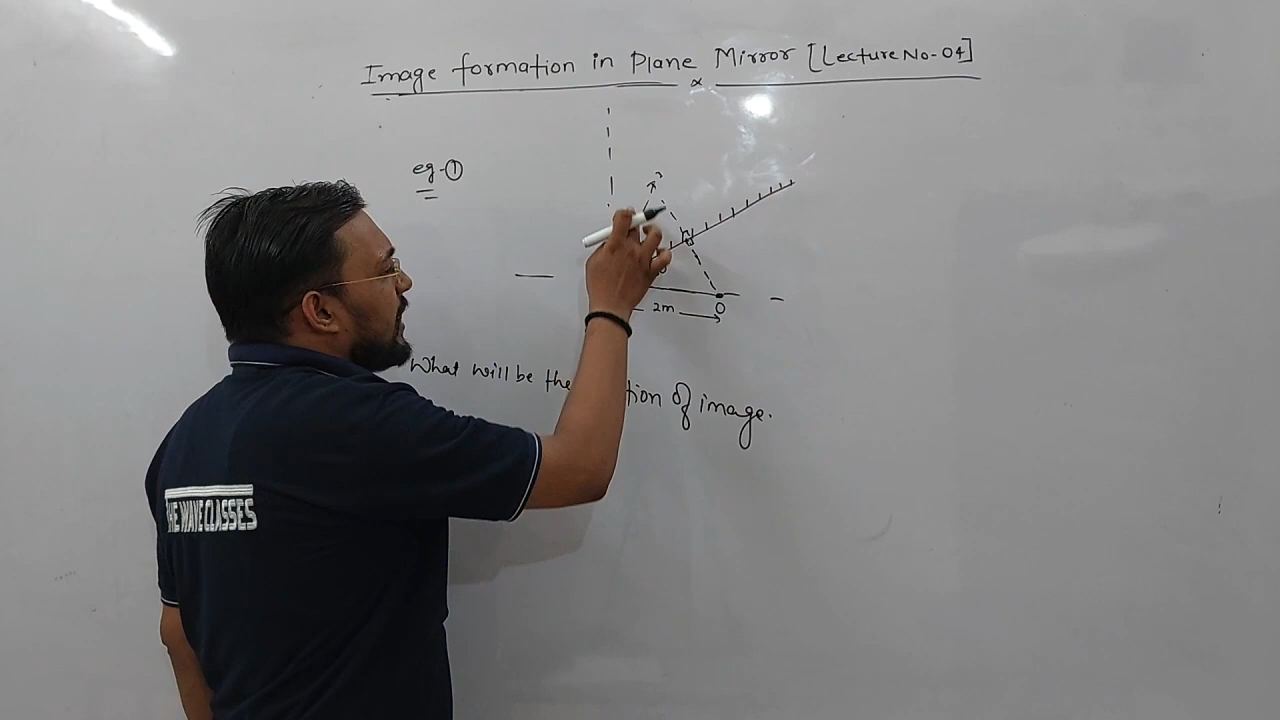 Image formation in Plane Mirror [Lecture No-04]
eg-①
2m
O
What will be the tion of image.
THE WAVE CLASSES